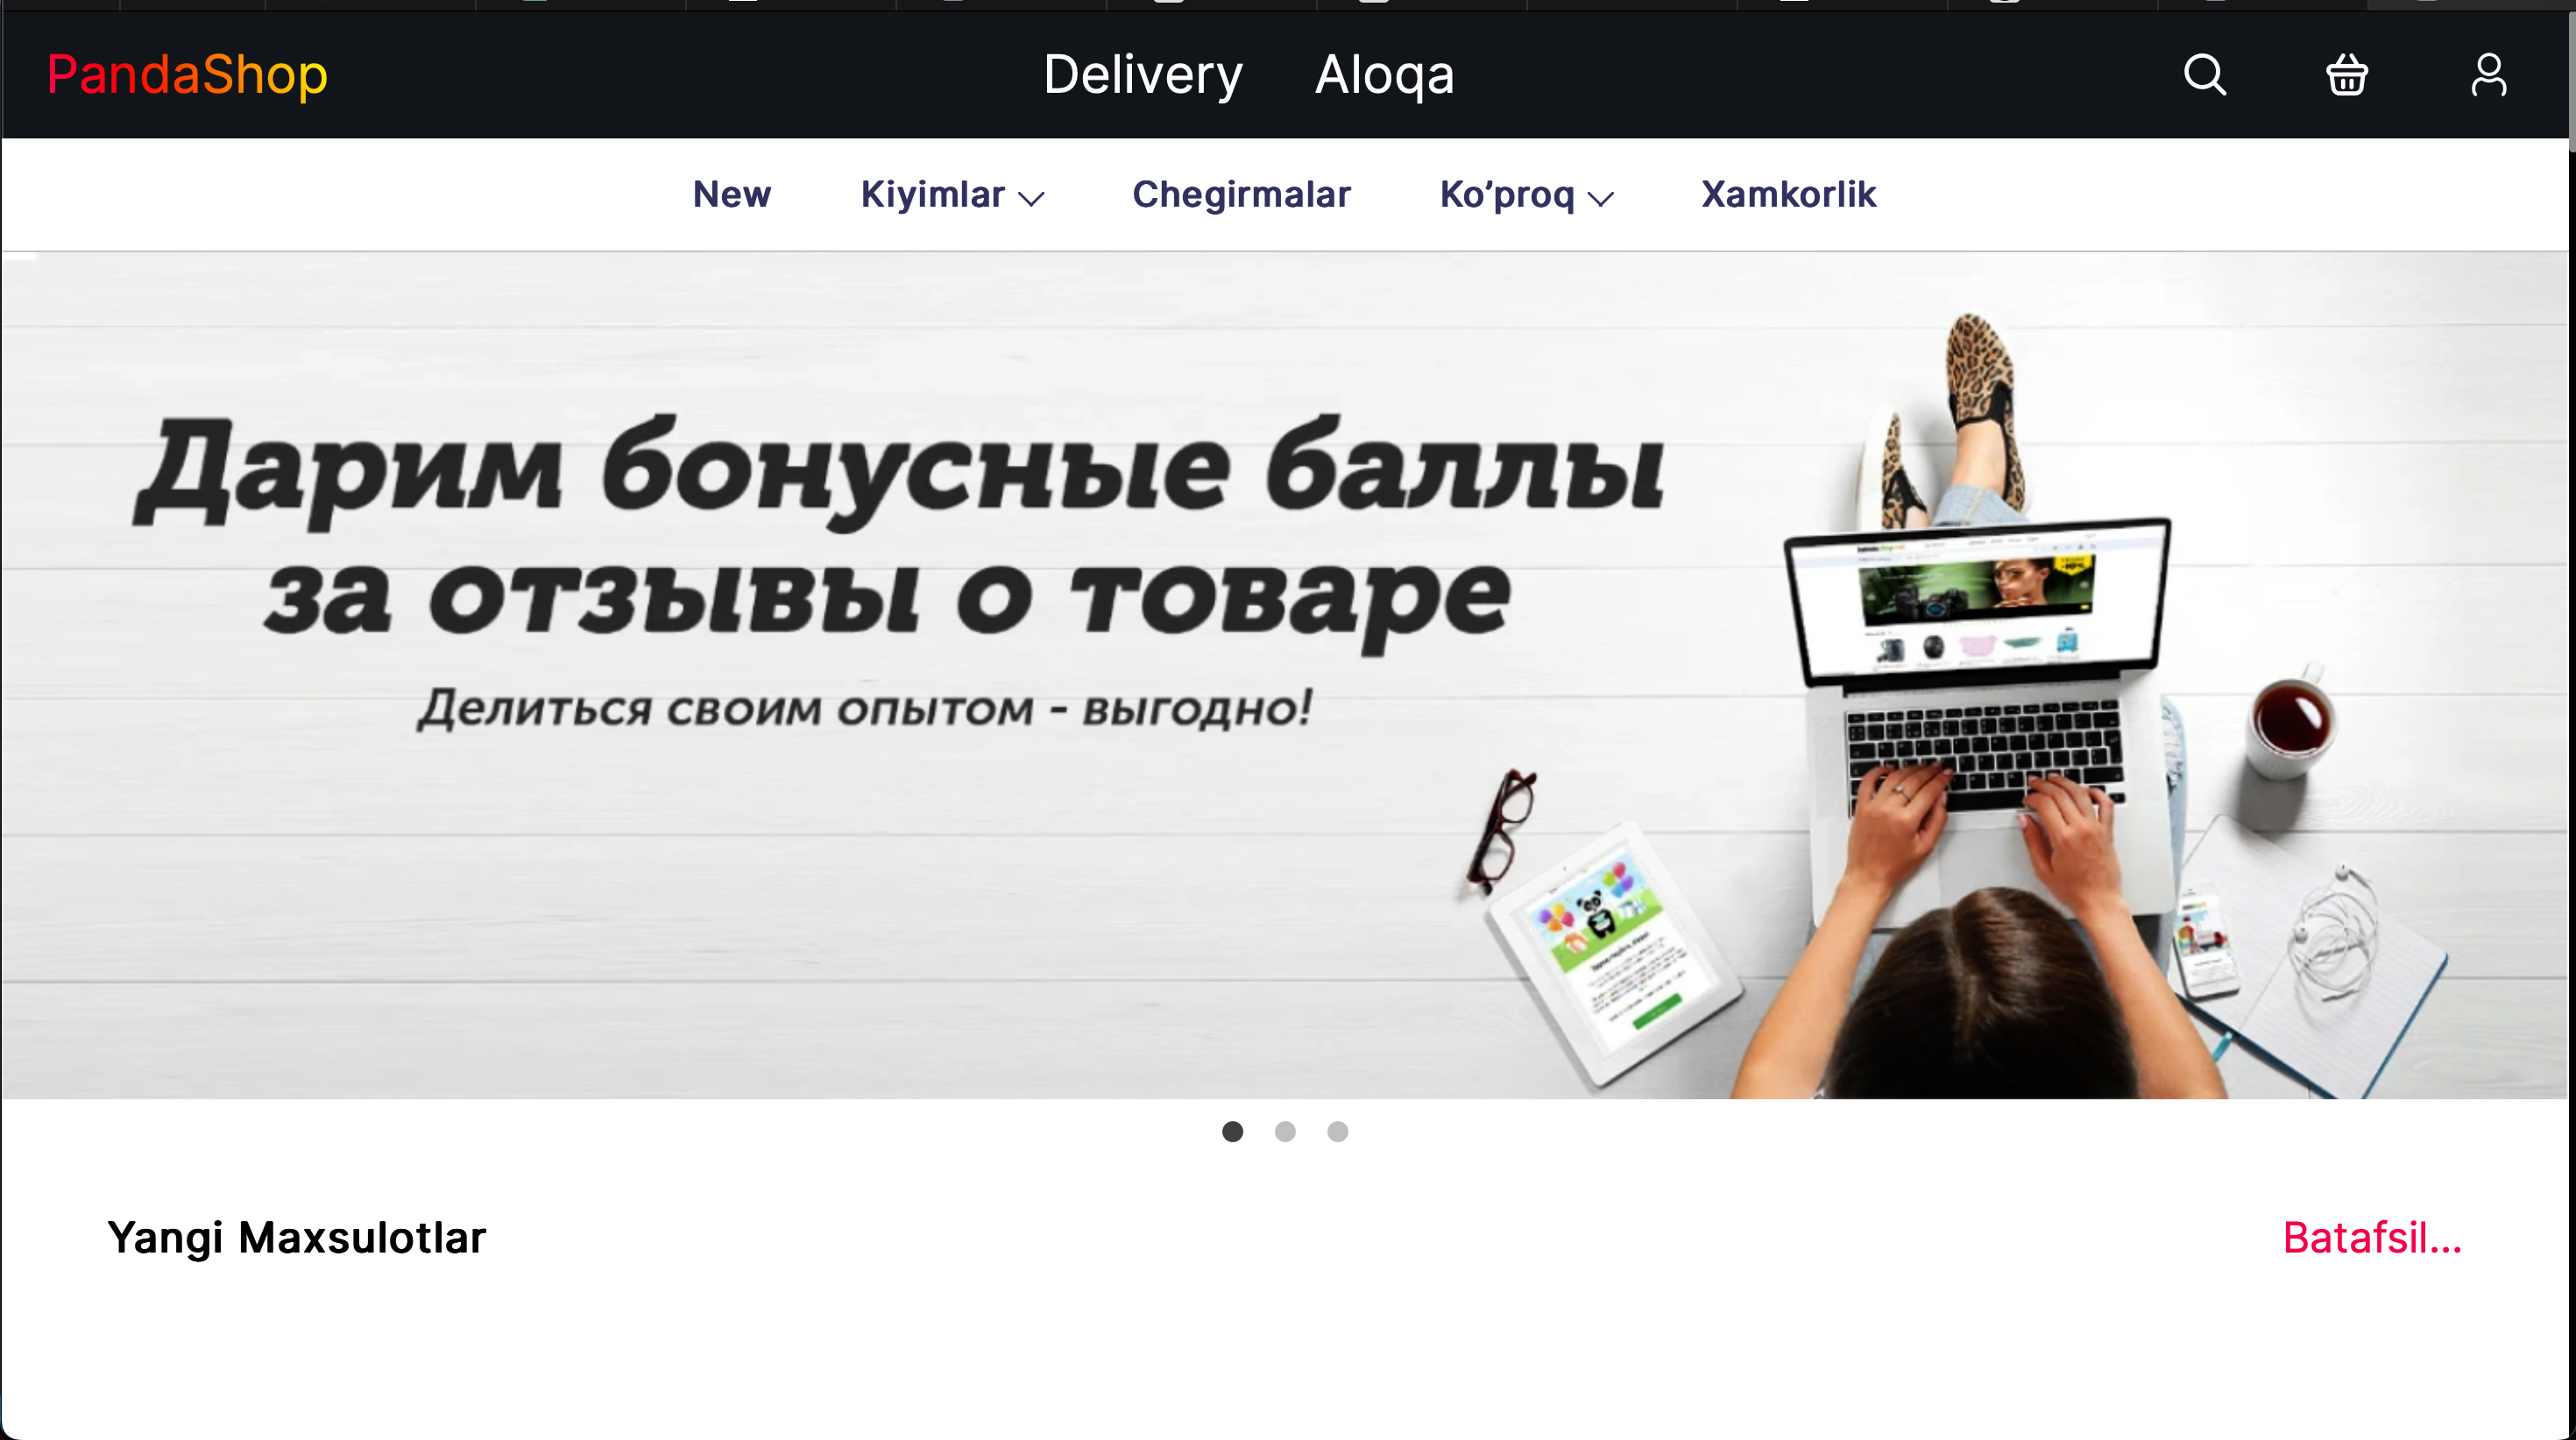 PandaShop Delivery Aloqa
New Kiyimlar Chegirmalar Ko’proq Xamkorlik
Дарим бонусные баллы
за отзывы о товаре
Делиться своим опытом - выгодно!
Yangi Maxsulotlar Batafsil...